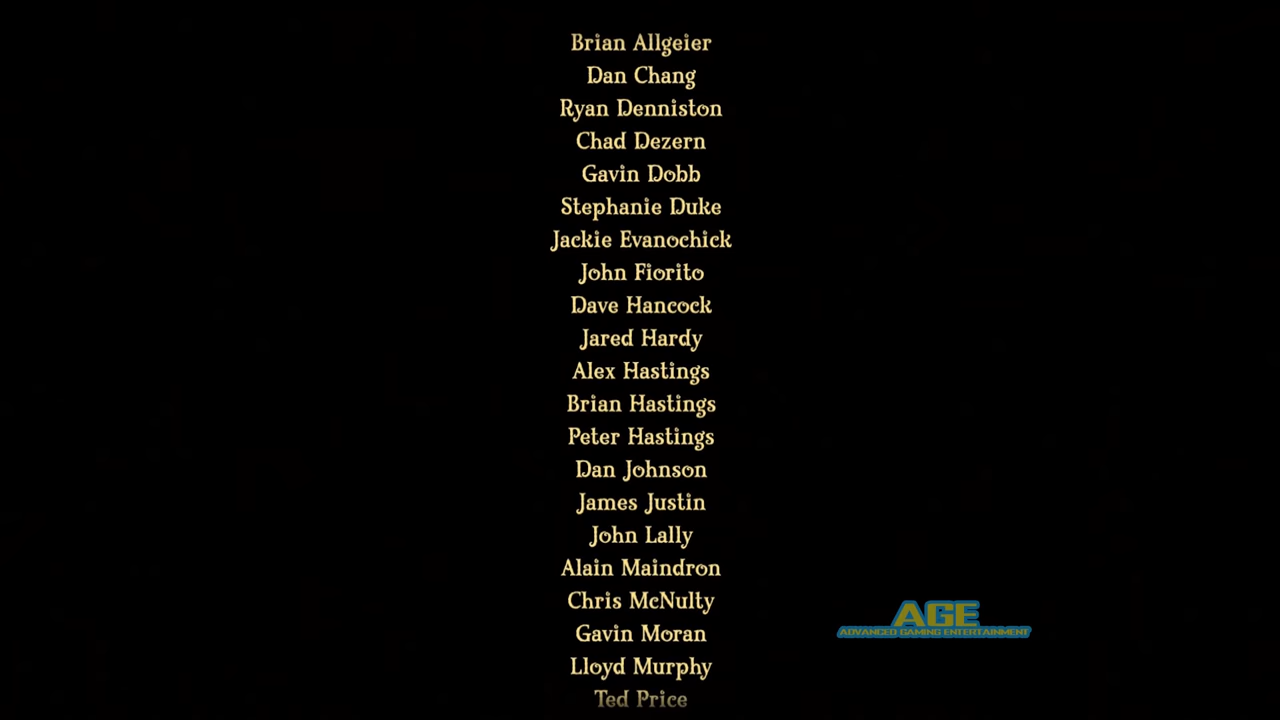 Brian Allgeier
Dan Chang
Ryan Denniston
Chad Dezern
Gavin Dobb
Stephanie Duke
Jackie Evanochick
John Fiorito
Dave Hancock
Jared Hardy
Alex Hastings
Brian Hastings
Peter Hastings
Dan Johnson
James Justin
John Lally
Alain Maindron
Chris McNulty
Gavin Moran
Lloyd Murphy
Ted Price
AGE
ADVANCED GAMING ENTERTAINMENT